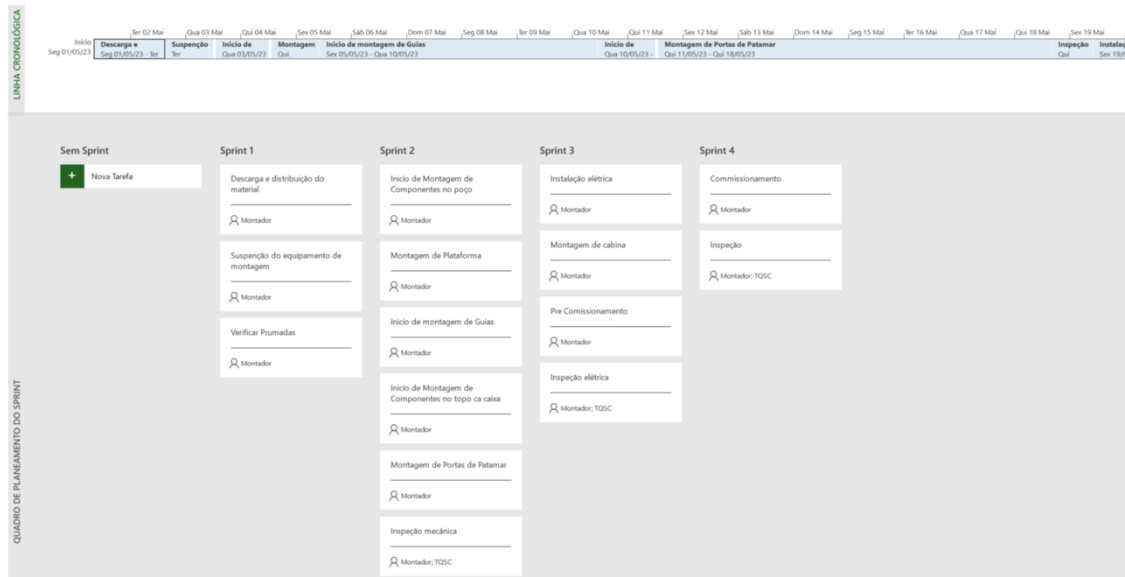 LINHA CRONOLÓGICA
Ter 02 Mai
Qua 03 Mai
Qui 04 Mai
Sex 05 Mai
Sáb 06 Mai
Dom 07 Mai
Seg 08 Mai
Ter 09 Mai
Qua 10 Mai
Qui 11 Mai
Sex 12 Mai
Sáb 13 Mai
Dom 14 Mai
Seg 15 Mai
Ter 16 Mai
Qua 17 Mai
Qui 18 Mai
Sex 19 Mai
Início
Seg 01/05/23
Descarga e
Seg 01/05/23 - Ter
Suspenção
Ter
Início de
Qua 03/05/23
Montagem
Qui
Início de montagem de Guias
Sex 05/05/23 - Qua 10/05/23
Início de
Qua 10/05/23 -
Montagem de Portas de Patamar
Qui 11/05/23 - Qui 18/05/23
Inspeção
Qui
Instalaç
Sex 19/0
QUADRO DE PLANEAMENTO DO SPRINT
Sem Sprint
+ Nova Tarefa
Sprint 1
Descarga e distribuição do
material
Montador
Suspenção do equipamento de
montagem
Montador
Verificar Prumadas
Montador
Sprint 2
Inicio de Montagem de
Componentes no poço
Montador
Montagem de Plataforma
Montador
Inicio de montagem de Guias
Montador
Inicio de Montagem de
Componentes no topo ca caixa
Montador
Montagem de Portas de Patamar
Montador
Inspeção mecânica
Montador; TQSC
Sprint 3
Instalação elétrica
Montador
Montagem de cabina
Montador
Pre Comissionamento
Montador
Inspeção elétrica
Montador; TQSC
Sprint 4
Commissionamento
Montador
Inspeção
Montador; TQSC